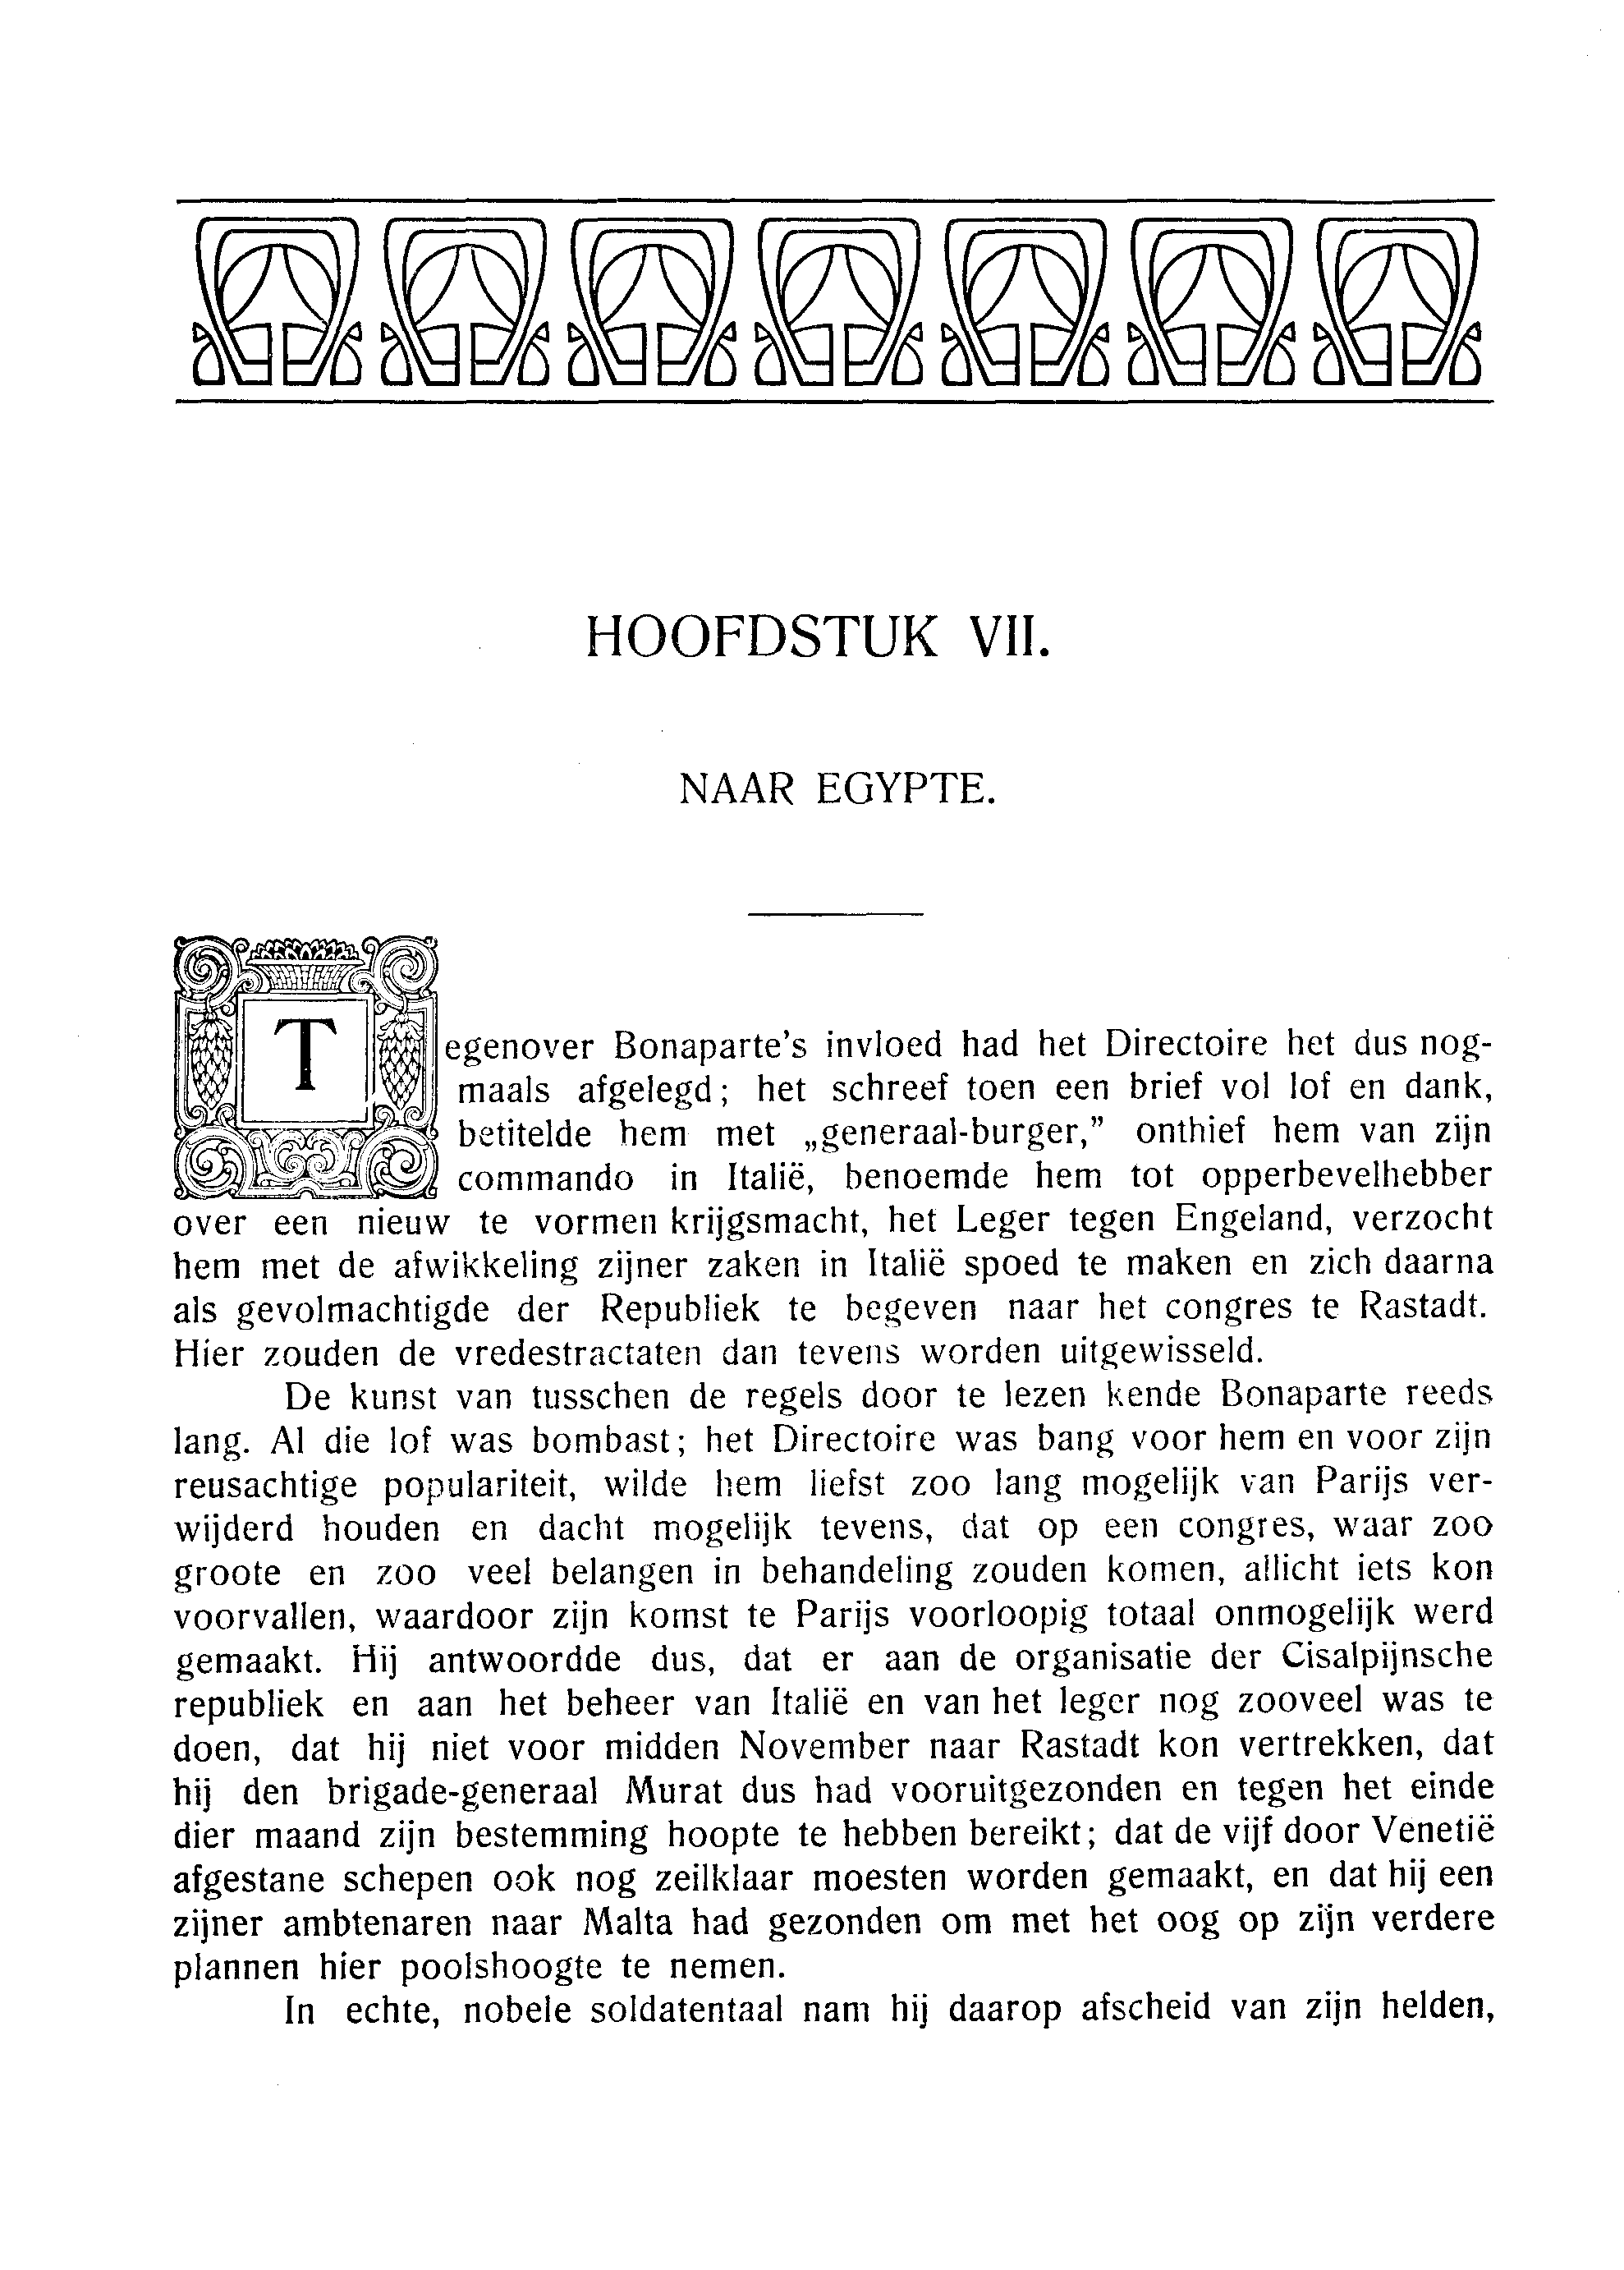 HOOFDSTUK VII.
NAAR EGYPTE.
Tegenover Bonaparte's invloed had het Directoire het dus nog-
maals afgelegd; het schreef toen een brief vol lof en dank,
betitelde hem met „generaal-burger,” onthief hem van zijn
commando in Italië, benoemde hem tot opperbevelhebber
over een nieuw te vormen krijgsmacht, het Leger tegen Engeland, verzocht
hem met de afwikkeling zijner zaken in Italië spoed te maken en zich daarna
als gevolmachtigde der Republiek te begeven naar het congres te Rastadt.
Hier zouden de vredestractaten dan tevens worden uitgewisseld.
De kunst van tusschen de regels door te lezen kende Bonaparte reeds
lang. Al die lof was bombast; het Directoire was bang voor hem en voor zijn
reusachtige populariteit, wilde hem liefst zoo lang mogelijk van Parijs ver-
wijderd houden en dacht mogelijk tevens, dat op een congres, waar zoo
groote en zoo veel belangen in behandeling zouden komen, allicht iets kon
voorvallen, waardoor zijn komst te Parijs voorloopig totaal onmogelijk werd
gemaakt. Hij antwoordde dus, dat er aan de organisatie der Cisalpijnsche
republiek en aan het beheer van Italië en van het leger nog zooveel was te
doen, dat hij niet voor midden November naar Rastadt kon vertrekken, dat
hij den brigade-generaal Murat dus had vooruitgezonden en tegen het einde
dier maand zijn bestemming hoopte te hebben bereikt; dat de vijf door Venetië
afgestane schepen ook nog zeilklaar moesten worden gemaakt, en dat hij een
zijner ambtenaren naar Malta had gezonden om met het oog op zijn verdere
plannen hier poolshoogte te nemen.
In echte, nobele soldatentaal nam hij daarop afscheid van zijn helden,